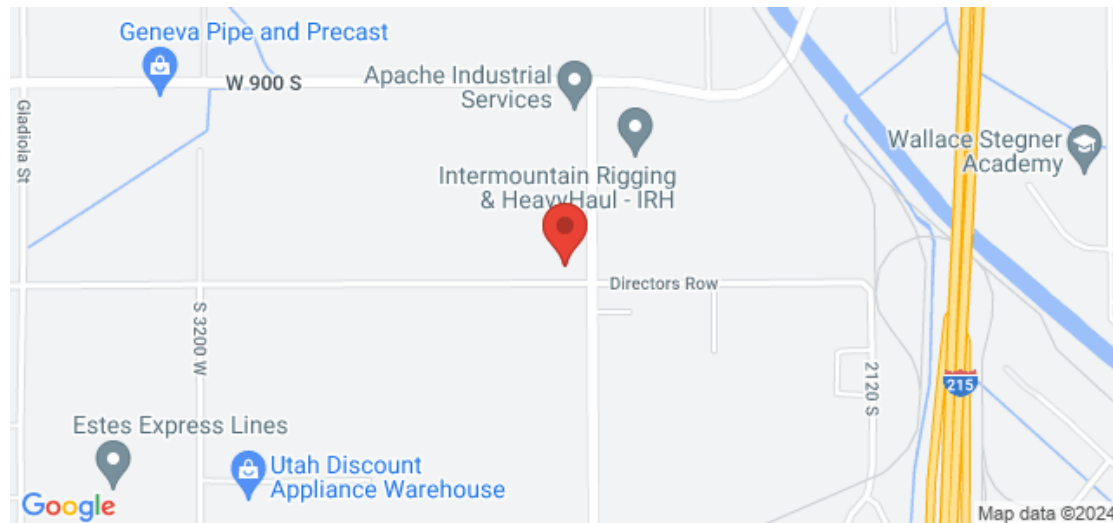 Geneva Pipe and Precast
W 900 S
Apache Industrial
Services
Gladiola St
Wallace Stegner
Academy
Intermountain Rigging
& HeavyHaul - IRH
Directors Row
S 3200 W
2120 S
215
Estes Express Lines
Utah Discount
Appliance Warehouse
Google
Map data ©2024